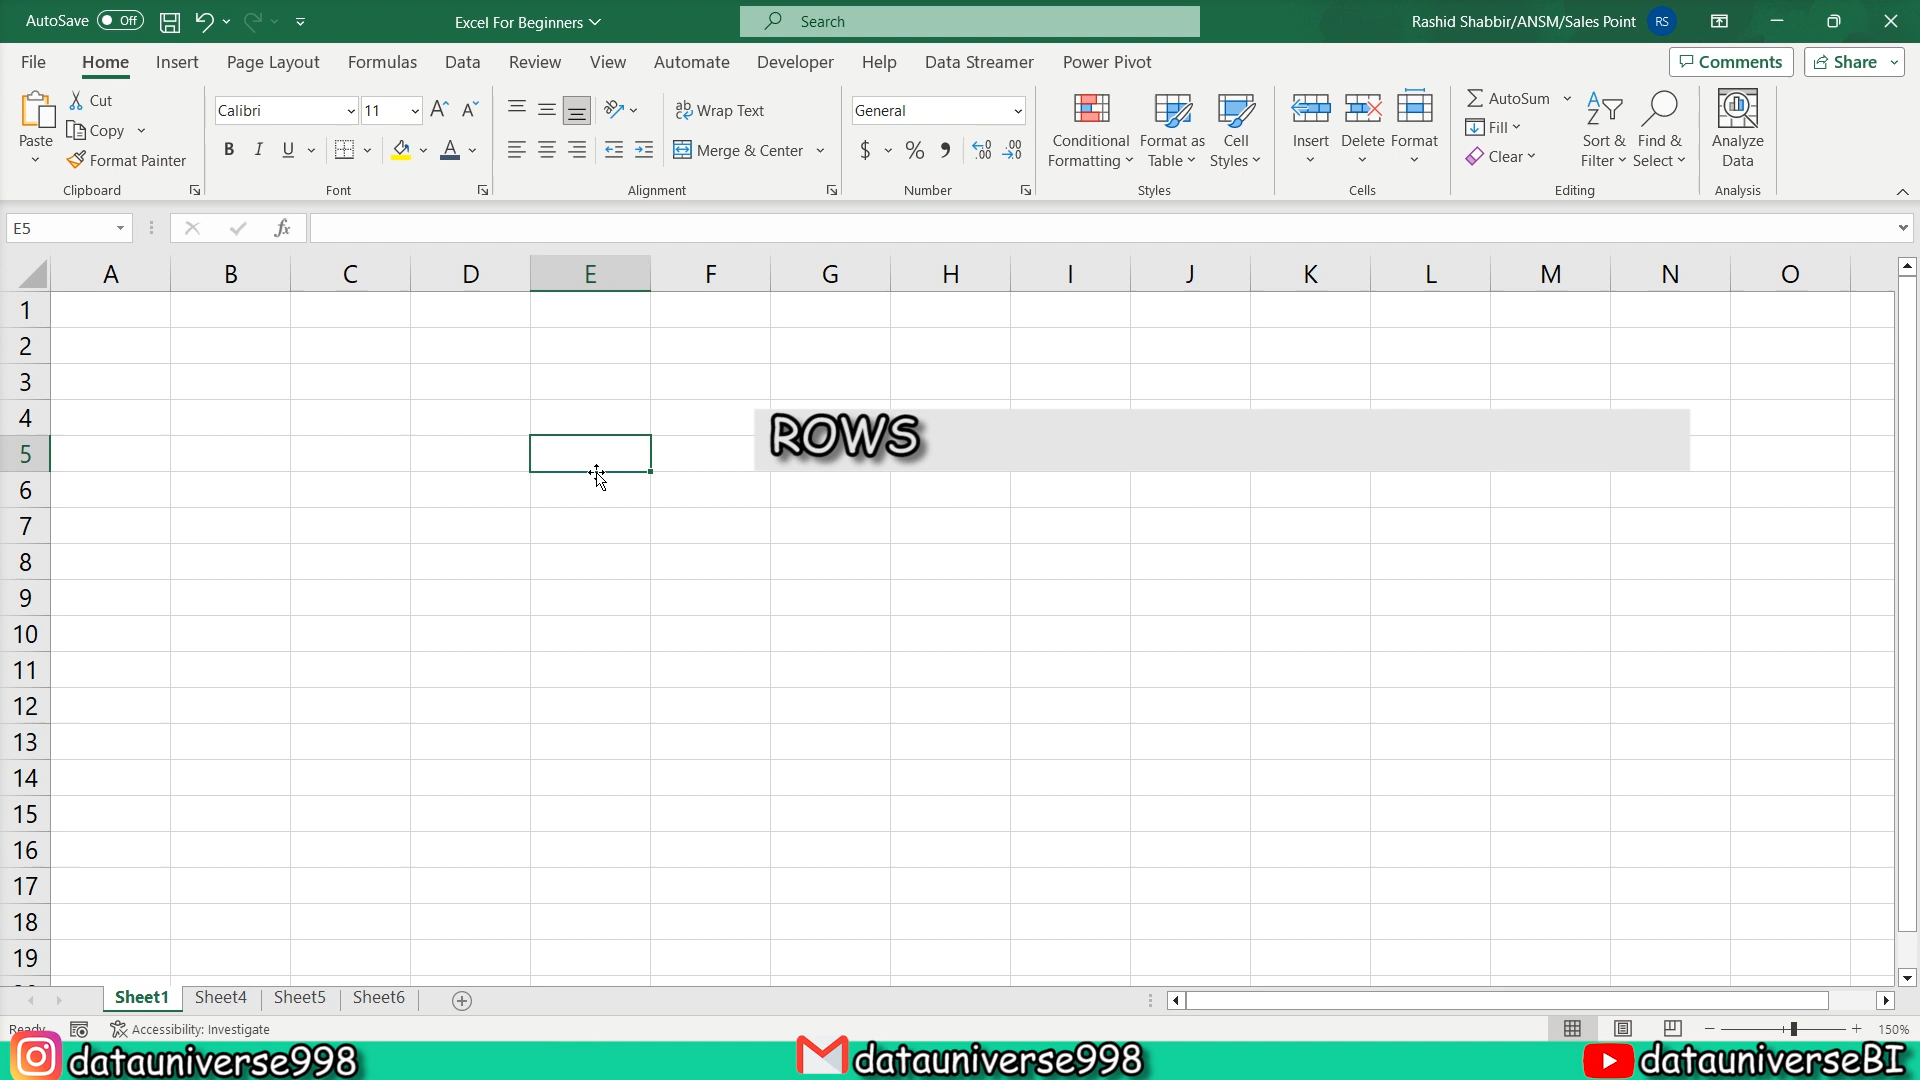 AutoSave Off Excel For Beginners Search Rashid Shabbir/ANSM/Sales Point RS
File Home Insert Page Layout Formulas Data Review View Automate Developer Help Data Streamer Power Pivot Comments Share
Paste
Cut
Copy
Format Painter
Clipboard
Calibri 11
B I U
Font
ab Wrap Text
Merge & Center
Alignment
General
$ % 9 .00
Number
Conditional Formatting
Format as Table
Cell Styles
Styles
Insert Delete Format
Cells
AutoSum
Fill
Clear
Sort & Filter
Find & Select
Editing
Analyze Data
Analysis
E5 fx
A B C D E F G H I J K L M N O
1
2
3
4
ROWS
5
6
7
8
9
10
11
12
13
14
15
16
17
18
19
Sheet1 Sheet4 Sheet5 Sheet6
Ready Accessibility: Investigate 150%
datauniverse998 datauniverse998 datauniverseBI